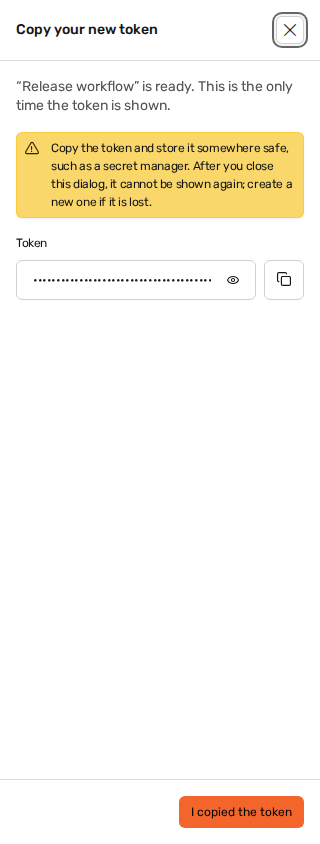 Copy your new token
“Release workflow” is ready. This is the only
time the token is shown.
Copy the token and store it somewhere safe,
such as a secret manager. After you close
this dialog, it cannot be shown again; create a
new one if it is lost.
Token
I copied the token